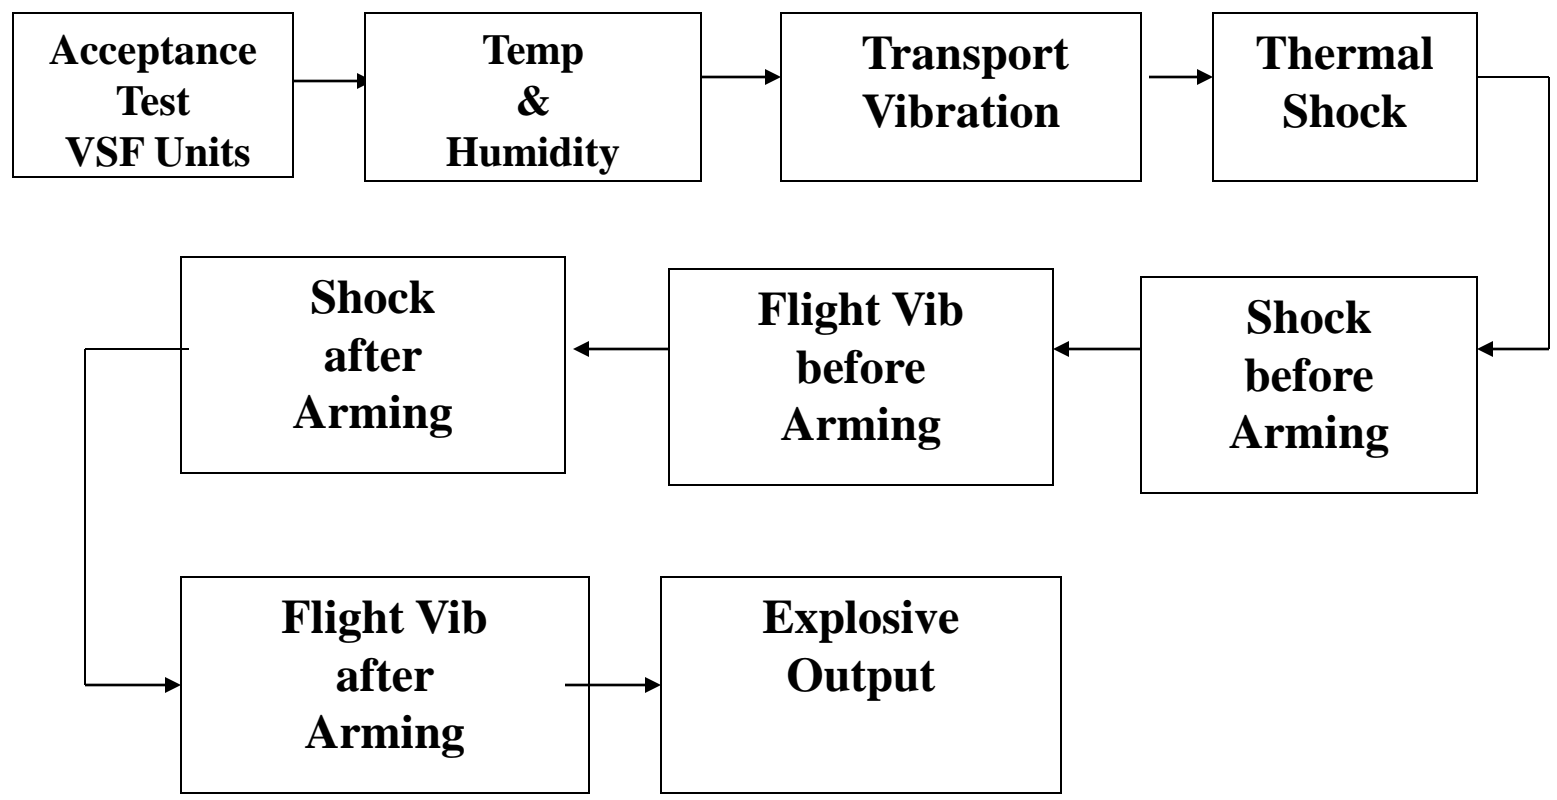 Acceptance
Test
VSF Units
Temp
&
Humidity
Transport
Vibration
Thermal
Shock
Shock
before
Arming
Flight Vib
before
Arming
Shock
after
Arming
Flight Vib
after
Arming
Explosive
Output